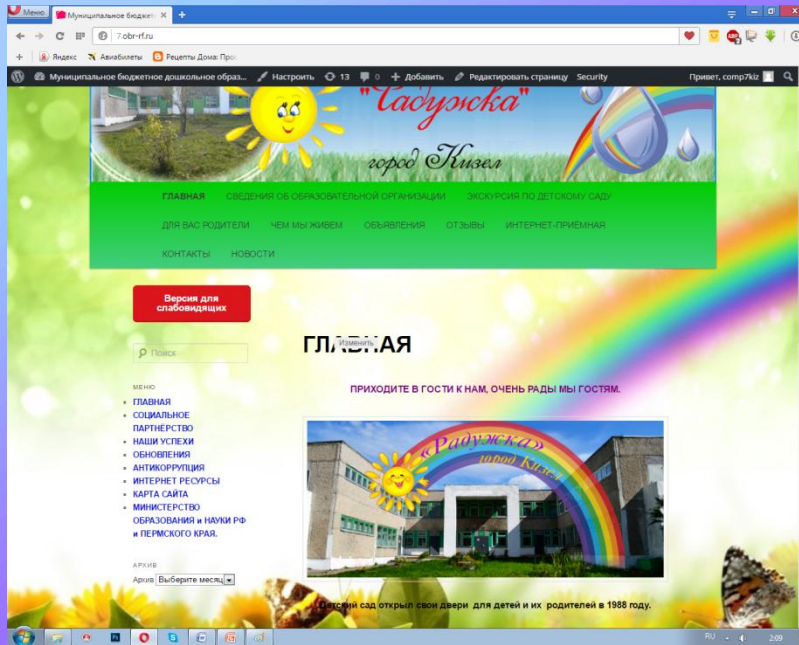 Меню
Муниципальное бюджет
7.obr-rf.ru
Яндекс
Авиабилеты
Рецепты Дома: Прос
Муниципальное бюджетное дошкольное образ...
Настроить
13
0
+ Добавить
Редактировать страницу
Security
Привет, comp7kiz
"Радужка"
город Кизел
ГЛАВНАЯ СВЕДЕНИЯ ОБ ОБРАЗОВАТЕЛЬНОЙ ОРГАНИЗАЦИИ ЭКСКУРСИЯ ПО ДЕТСКОМУ САДУ
ДЛЯ ВАС РОДИТЕЛИ ЧЕМ МЫ ЖИВЕМ ОБЪЯВЛЕНИЯ ОТЗЫВЫ ИНТЕРНЕТ-ПРИЁМНАЯ
КОНТАКТЫ НОВОСТИ
Версия для
слабовидящих
Поиск
МЕНЮ
ГЛАВНАЯ
СОЦИАЛЬНОЕ
ПАРТНЁРСТВО
НАШИ УСПЕХИ
ОБНОВЛЕНИЯ
АНТИКОРРУПЦИЯ
ИНТЕРНЕТ РЕСУРСЫ
КАРТА САЙТА
МИНИСТЕРСТВО
ОБРАЗОВАНИЯ и НАУКИ РФ
и ПЕРМСКОГО КРАЯ.
АРХИВ
Архив Выберите месяц
ГЛАВНАЯ
Изменить
ПРИХОДИТЕ В ГОСТИ К НАМ, ОЧЕНЬ РАДЫ МЫ ГОСТЯМ.
«Радужка»
город Кизел
Детский сад открыл свои двери для детей и их родителей в 1988 году.
RU
2:09